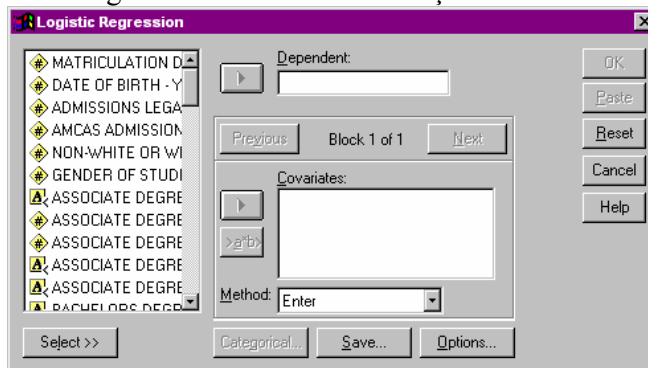 Logistic Regression
MATRICULATION D
DATE OF BIRTH - Y
ADMISSIONS LEGA
AMCAS ADMISSION
NON-WHITE OR WI
GENDER OF STUDI
ASSOCIATE DEGRE
ASSOCIATE DEGRE
ASSOCIATE DEGRE
ASSOCIATE DEGRE
ASSOCIATE DEGRE
BACHELORS DEGR
Select >>
Dependent:
Previous Block 1 of 1 Next
Covariates:
>a*b>
Method: Enter
Categorical... Save... Options...
OK
Paste
Reset
Cancel
Help